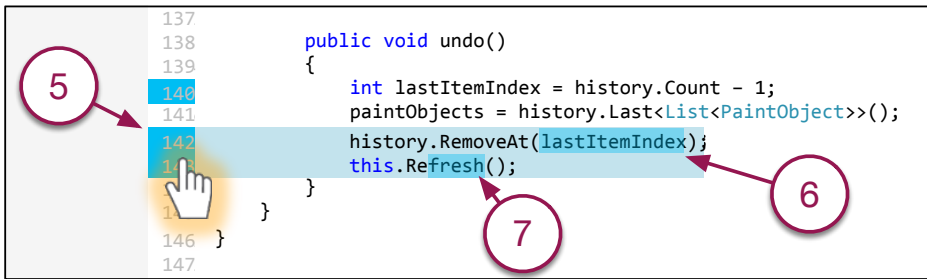 137
138 public void undo()
139 {
140 int lastItemIndex = history.Count – 1;
141 paintObjects = history.Last<List<PaintObject>>();
142 history.RemoveAt(lastItemIndex);
this.Refresh();
}
}
146 }
147
5
6
7